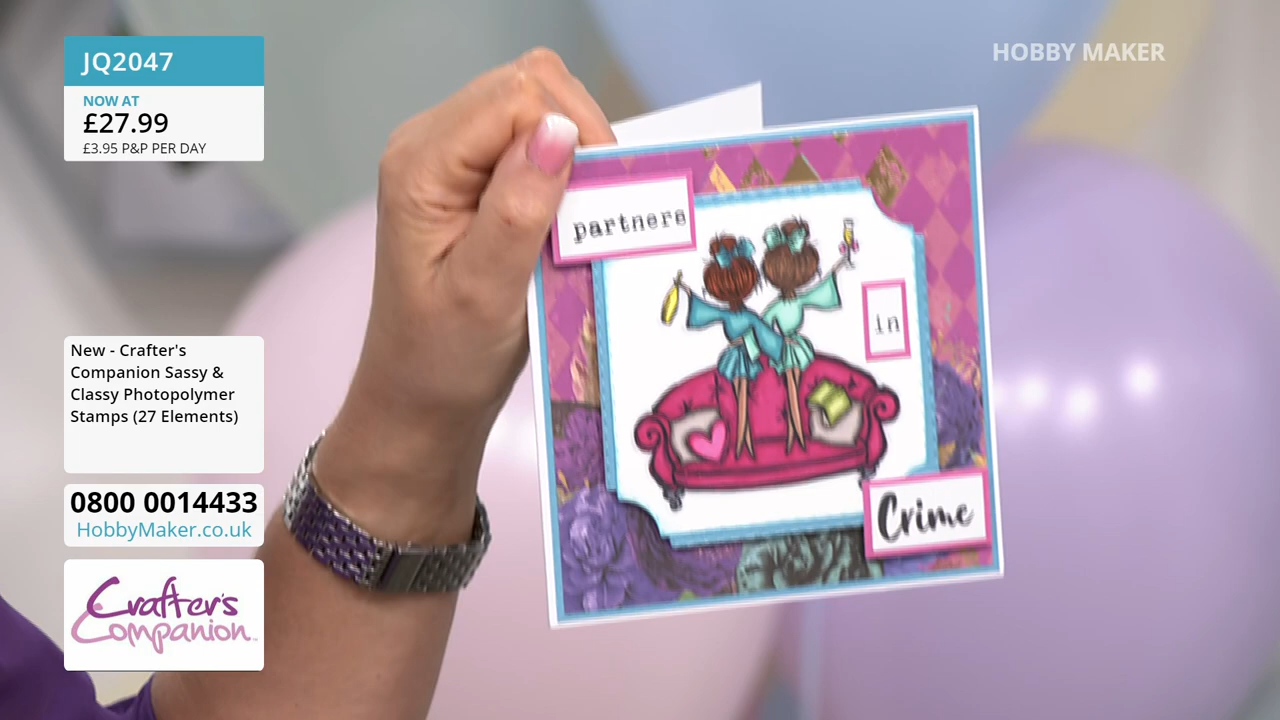 JQ2047
NOW AT
£27.99
£3.95 P&P PER DAY
HOBBY MAKER
partners
in
Crime
New - Crafter's
Companion Sassy &
Classy Photopolymer
Stamps (27 Elements)
0800 0014433
HobbyMaker.co.uk
Crafter's
Companion